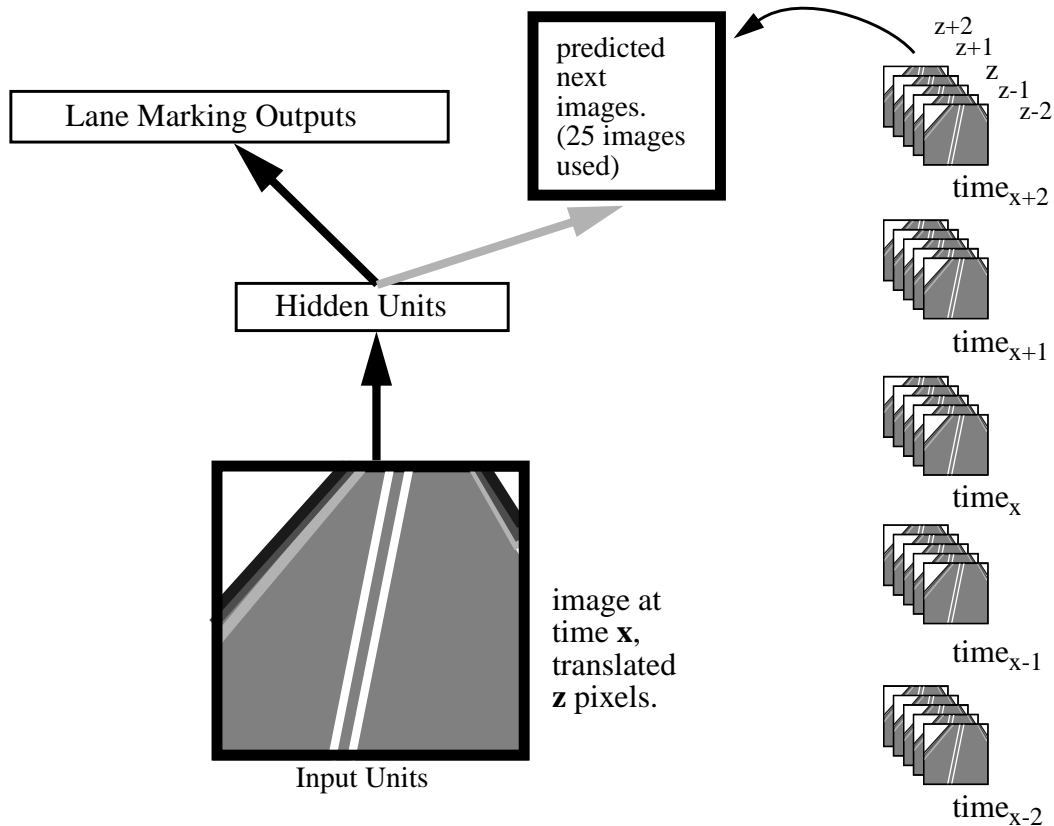 Lane Marking Outputs
predicted
next
images.
(25 images
used)
z+2
z+1
z
z-1
z-2
time_x+2
Hidden Units
time_x+1
time_x
image at
time x,
translated
z pixels.
time_x-1
Input Units
time_x-2